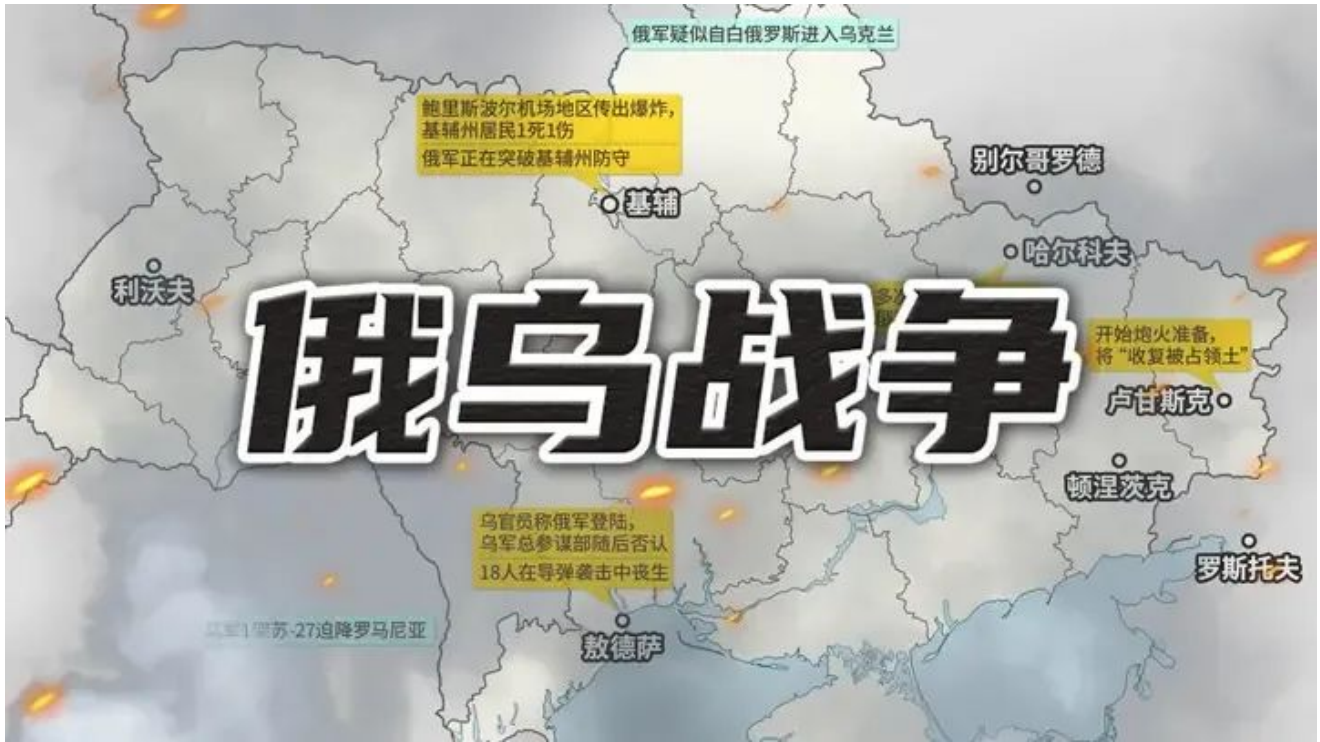 俄军疑似自白俄罗斯进入乌克兰
鲍里斯波尔机场地区传出爆炸，
基辅州居民1死1伤
俄军正在突破基辅州防守
别尔哥罗德
基辅
哈尔科夫
利沃夫
俄乌战争
开始炮火准备，
将“收复被占领土”
卢甘斯克
顿涅茨克
乌官员称俄军登陆，
乌军总参谋部随后否认
18人在导弹袭击中丧生
罗斯托夫
苏-27迫降罗马尼亚
敖德萨